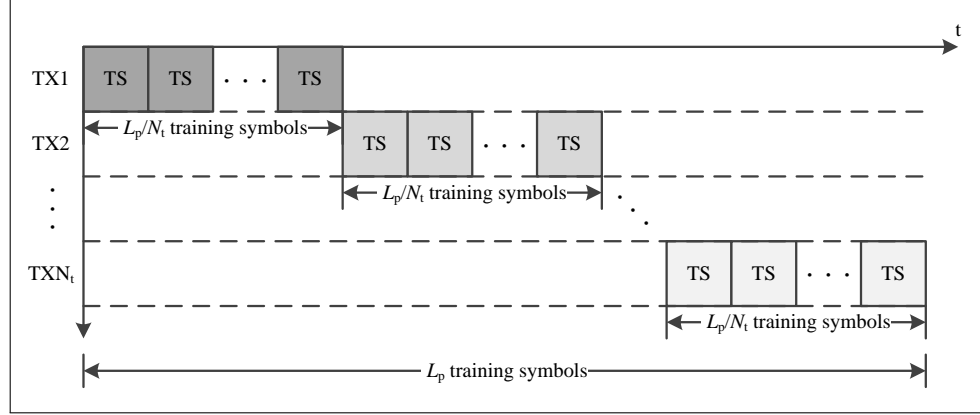 t
TX1 TS TS · · · TS
L_p/N_t training symbols
TX2 TS TS · · · TS
L_p/N_t training symbols
TXN_t TS TS · · · TS
L_p/N_t training symbols
L_p training symbols